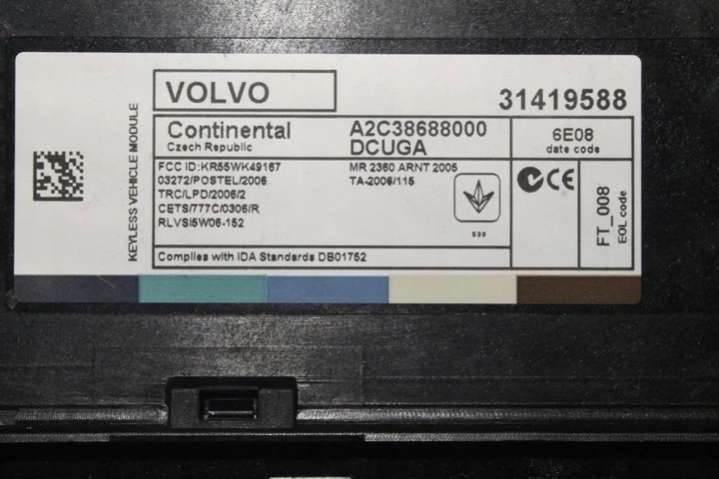 VOLVO
31419588
KEYLESS VEHICLE MODULE
Continental
Czech Republic
A2C38688000
DCUGA
6E08
date code
FCC ID:KR55WK49167
03272/POSTEL/2006
TRC/LPD/2006/2
CETS/777C/0306/R
RLVSI5W06-152
MR 2360 ARNT 2005
TA-2006/115
CE
FT_008
EOL code
Complies with IDA Standards DB01752